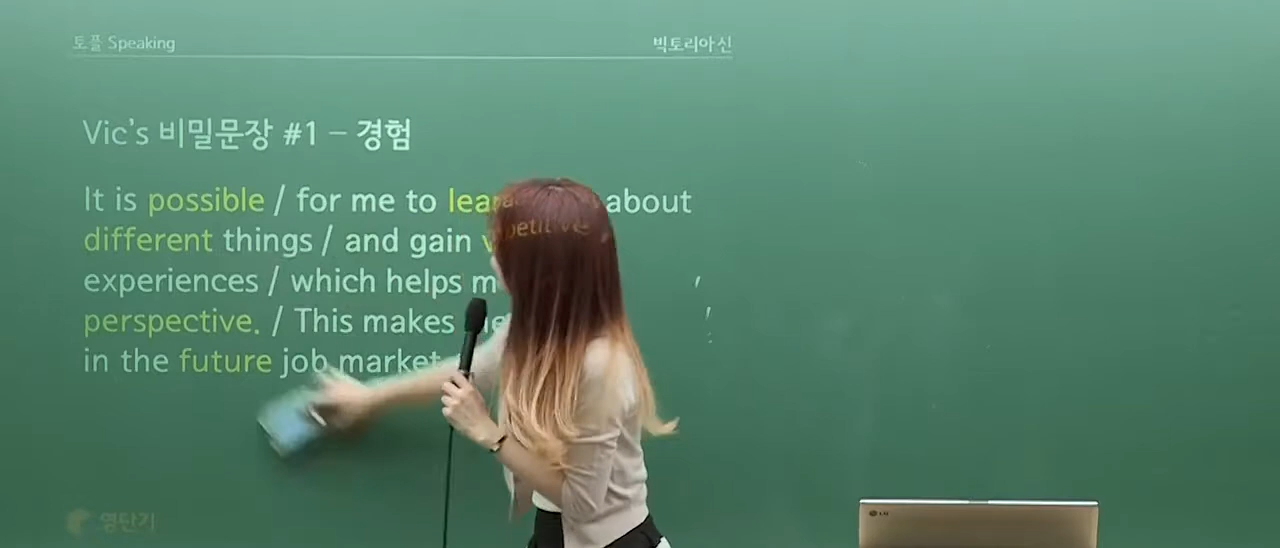 토플 Speaking
빅토리아신
Vic's 비밀문장 #1 – 경험
It is possible / for me to about
different things / and gain
experiences / which helps
perspective. / This makes
in the future job market
영단기
LG